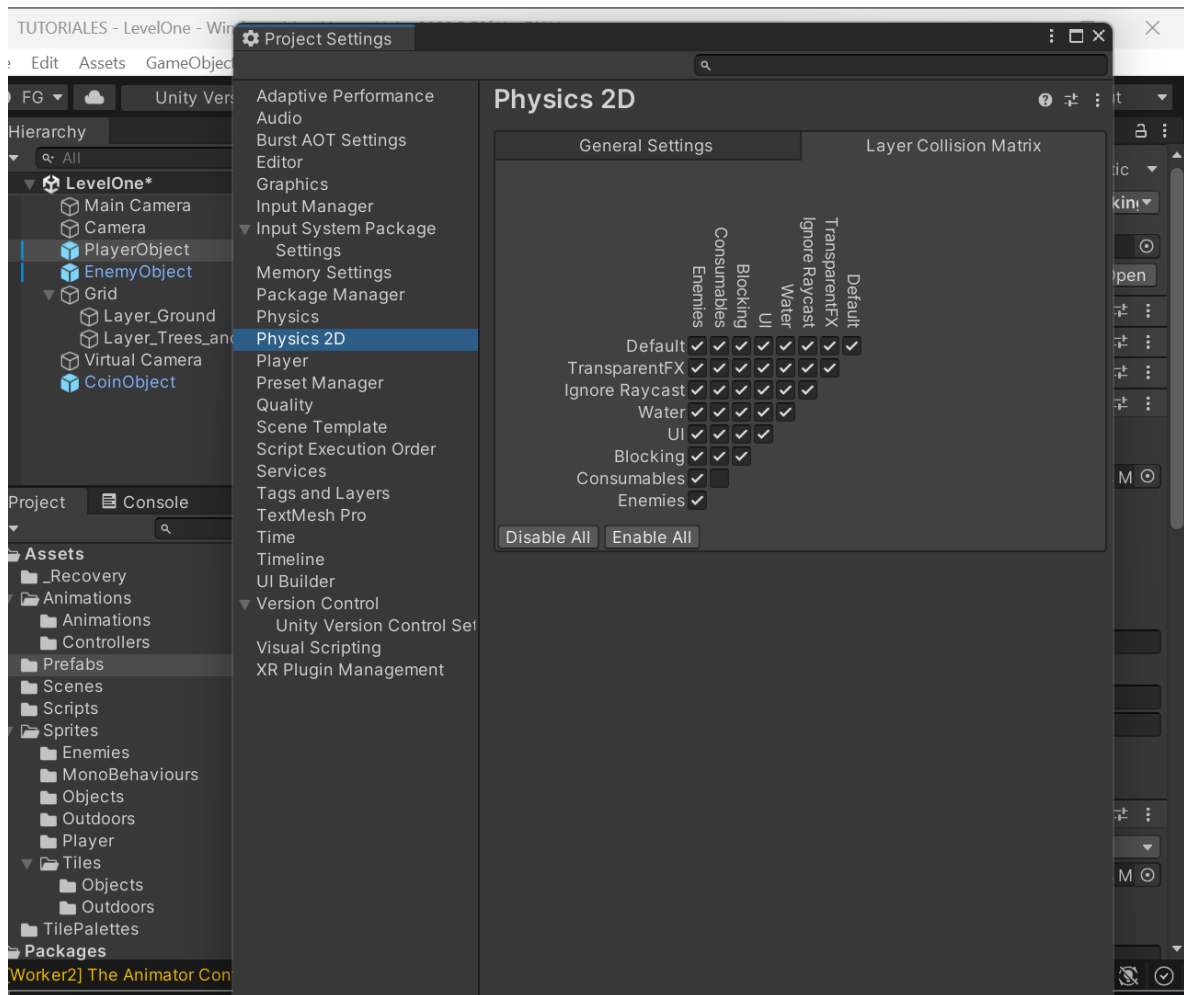 TUTORIALES - LevelOne - Win
Project Settings
Edit Assets GameObject
FG
Unity Vers
Hierarchy
All
LevelOne*
Main Camera
Camera
PlayerObject
EnemyObject
Grid
Layer_Ground
Layer_Trees_and
Virtual Camera
CoinObject
Project
Console
Assets
_Recovery
Animations
Animations
Controllers
Prefabs
Scenes
Scripts
Sprites
Enemies
MonoBehaviours
Objects
Outdoors
Player
Tiles
Objects
Outdoors
TilePalettes
Packages
[Worker2] The Animator Con
Adaptive Performance
Audio
Burst AOT Settings
Editor
Graphics
Input Manager
Input System Package
Settings
Memory Settings
Package Manager
Physics
Physics 2D
Player
Preset Manager
Quality
Scene Template
Script Execution Order
Services
Tags and Layers
TextMesh Pro
Time
Timeline
UI Builder
Version Control
Unity Version Control Set
Visual Scripting
XR Plugin Management
Physics 2D
General Settings
Layer Collision Matrix
Enemies
Consumables
Blocking
UI
Water
Ignore Raycast
TransparentFX
Default
Default
TransparentFX
Ignore Raycast
Water
UI
Blocking
Consumables
Enemies
Disable All
Enable All
t
tic
king
Open
M
M